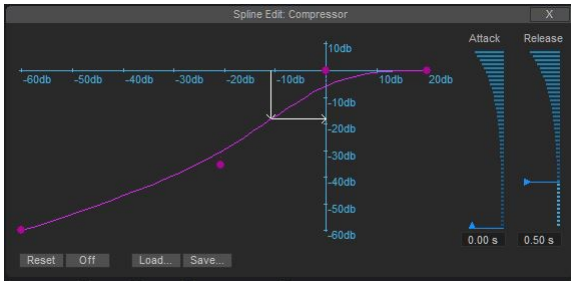 Spline Edit: Compressor X
Attack Release
10db
-60db -50db -40db -30db -20db -10db 10db 20db
-10db
-20db
-30db
-40db
-50db
-60db
0.00 s 0.50 s
Reset Off Load... Save...